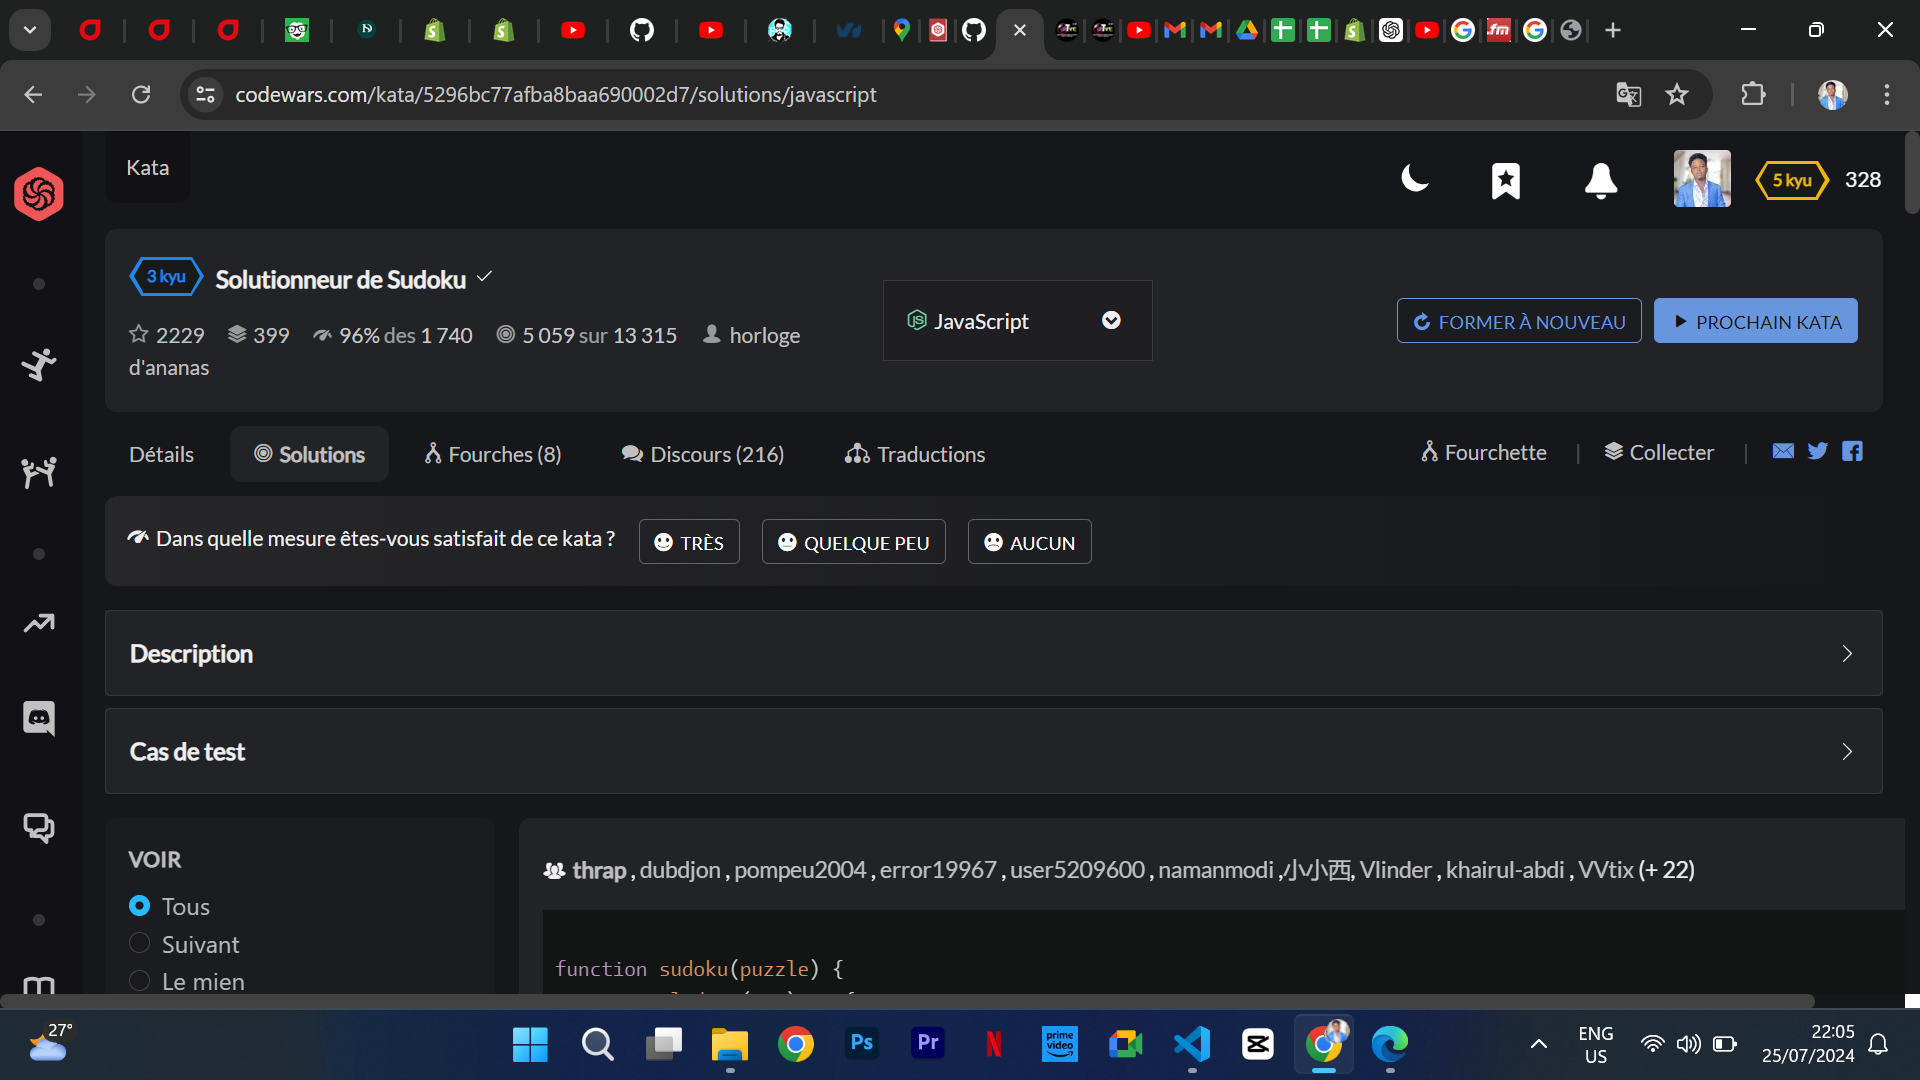 codewars.com/kata/5296bc77afba8baa690002d7/solutions/javascript
Kata
5 kyu
328
3 kyu
Solutionneur de Sudoku
2229 399 96% des 1 740 5 059 sur 13 315 horloge
d'ananas
JavaScript
FORMER À NOUVEAU
PROCHAIN KATA
Détails
Solutions
Fourches (8)
Discours (216)
Traductions
Fourchette
|
Collecter
|
Dans quelle mesure êtes-vous satisfait de ce kata ?
TRÈS
QUELQUE PEU
AUCUN
Description
Cas de test
VOIR
Tous
Suivant
Le mien
thrap , dubdjon , pompeu2004 , error19967 , user5209600 , namanmodi ,小小西, Vlinder , khairul-abdi , VVtix (+ 22)
function sudoku(puzzle) {
27°
Ps
Pr
N
prime
video
ENG
US
22:05
25/07/2024